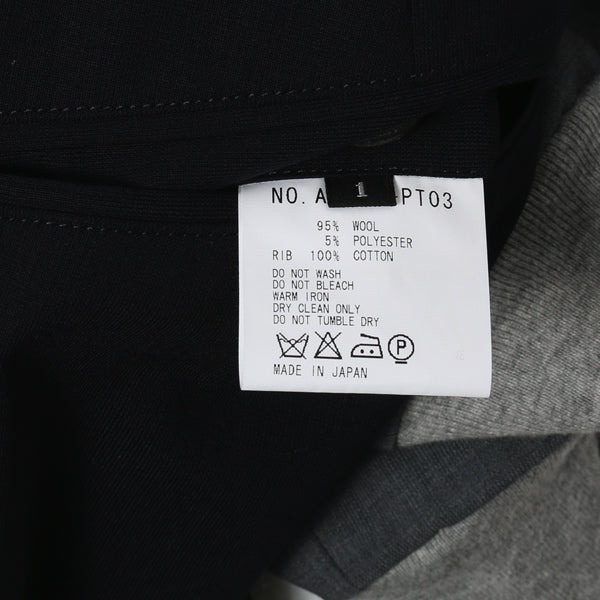 NO. A 1 -PT03
95% WOOL
5% POLYESTER
RIB 100% COTTON
DO NOT WASH
DO NOT BLEACH
WARM IRON
DRY CLEAN ONLY
DO NOT TUMBLE DRY
P
MADE IN JAPAN